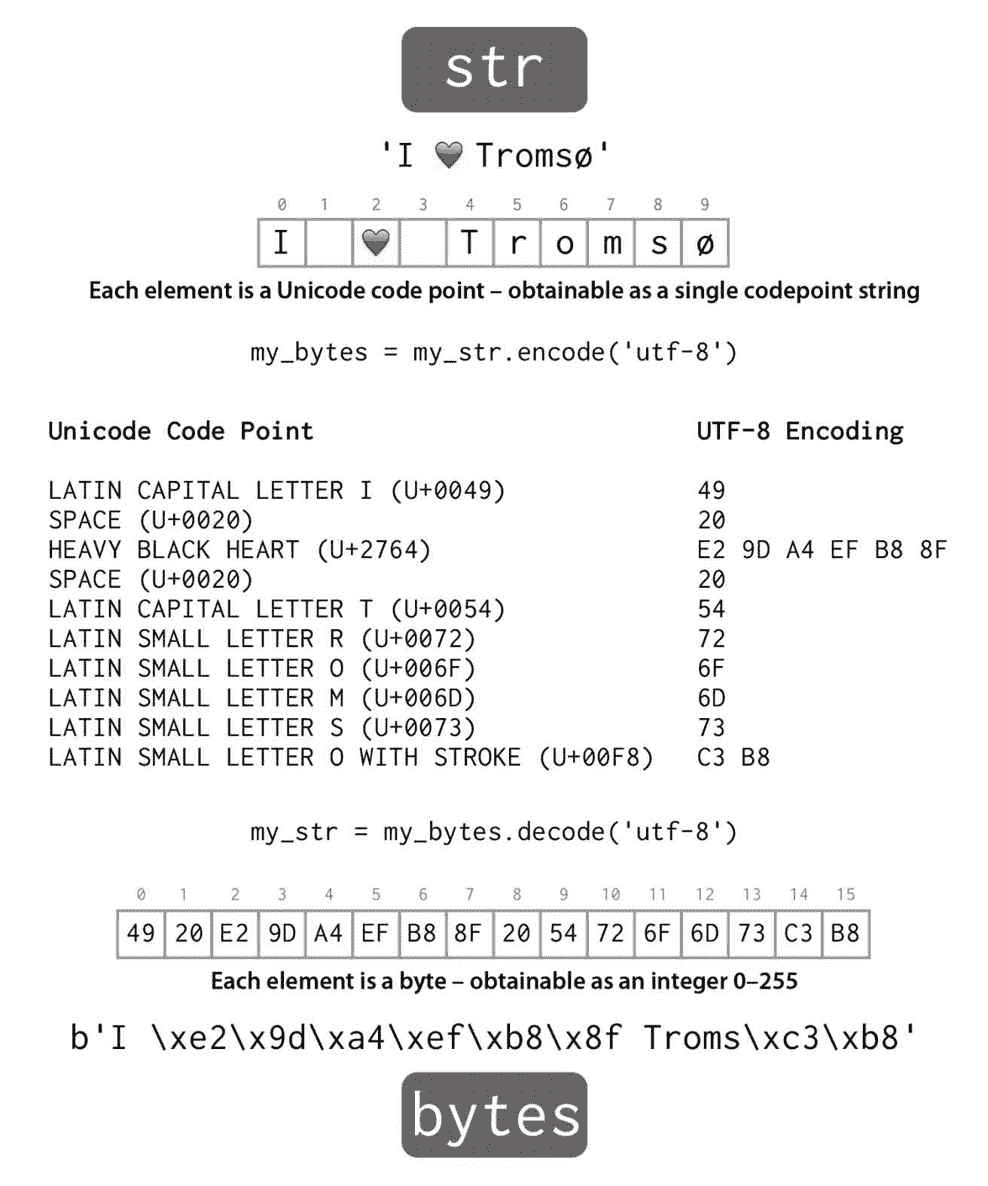 str
'I ♥ Tromsø'
0 1 2 3 4 5 6 7 8 9
I ♥ T r o m s ø
Each element is a Unicode code point – obtainable as a single codepoint string
my_bytes = my_str.encode('utf-8')
Unicode Code Point UTF-8 Encoding
LATIN CAPITAL LETTER I (U+0049) 49
SPACE (U+0020) 20
HEAVY BLACK HEART (U+2764) E2 9D A4 EF B8 8F
SPACE (U+0020) 20
LATIN CAPITAL LETTER T (U+0054) 54
LATIN SMALL LETTER R (U+0072) 72
LATIN SMALL LETTER O (U+006F) 6F
LATIN SMALL LETTER M (U+006D) 6D
LATIN SMALL LETTER S (U+0073) 73
LATIN SMALL LETTER O WITH STROKE (U+00F8) C3 B8
my_str = my_bytes.decode('utf-8')
0 1 2 3 4 5 6 7 8 9 10 11 12 13 14 15
49 20 E2 9D A4 EF B8 8F 20 54 72 6F 6D 73 C3 B8
Each element is a byte – obtainable as an integer 0–255
b'I \xe2\x9d\xa4\xef\xb8\x8f Troms\xc3\xb8'
bytes